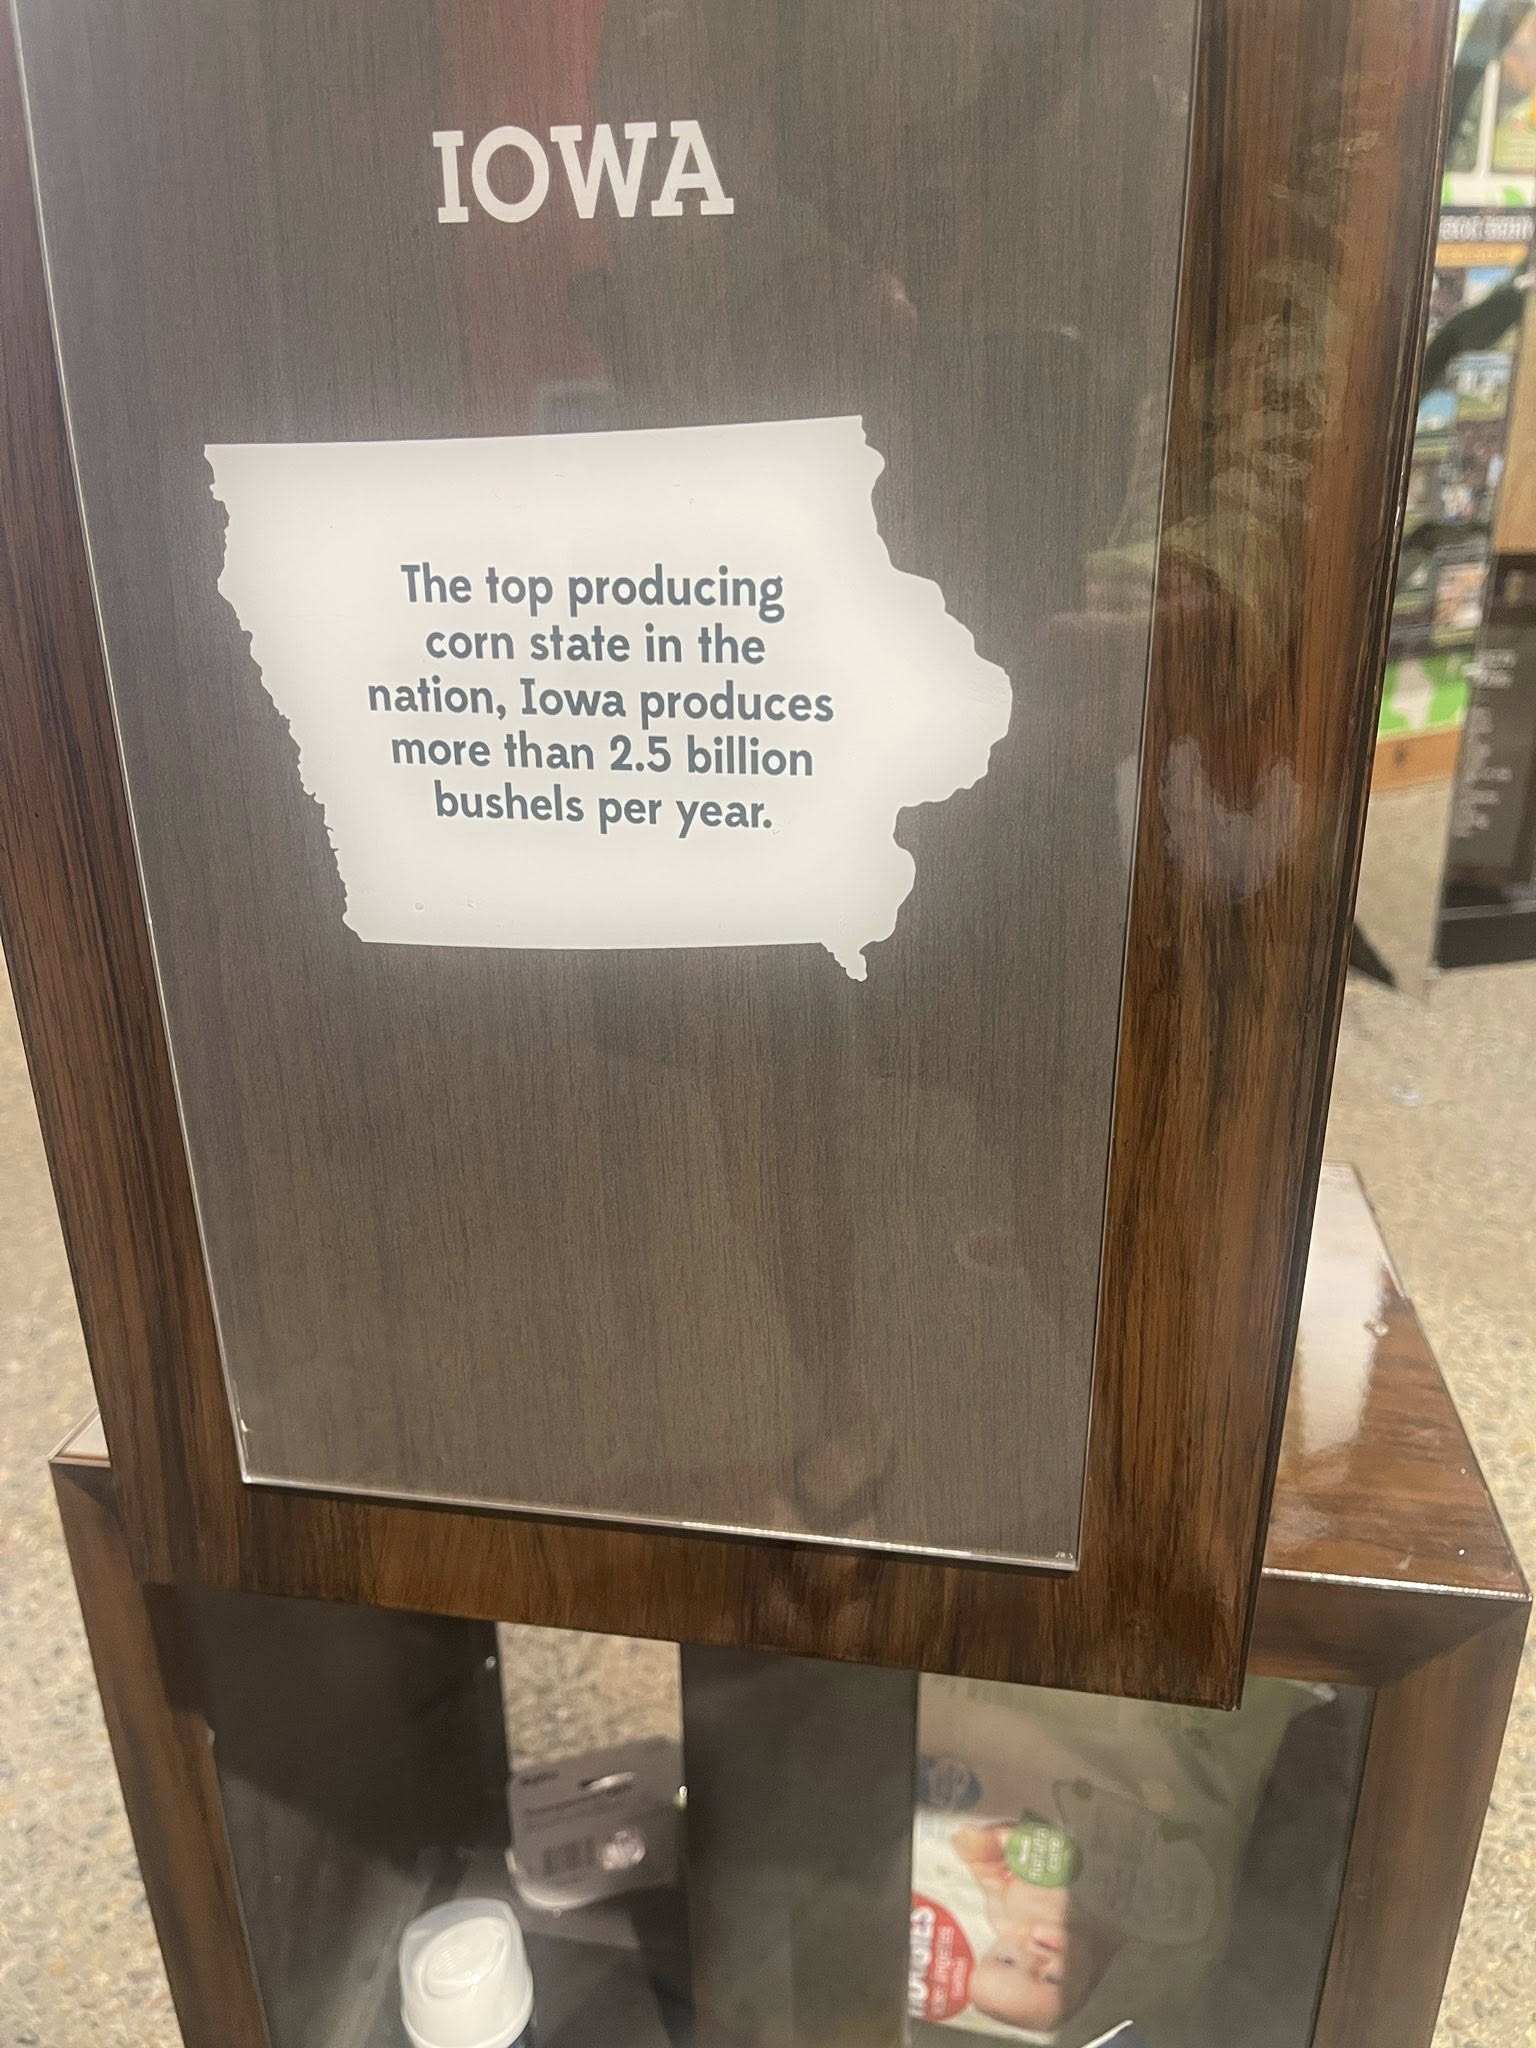 IOWA
The top producing
corn state in the
nation, Iowa produces
more than 2.5 billion
bushels per year.